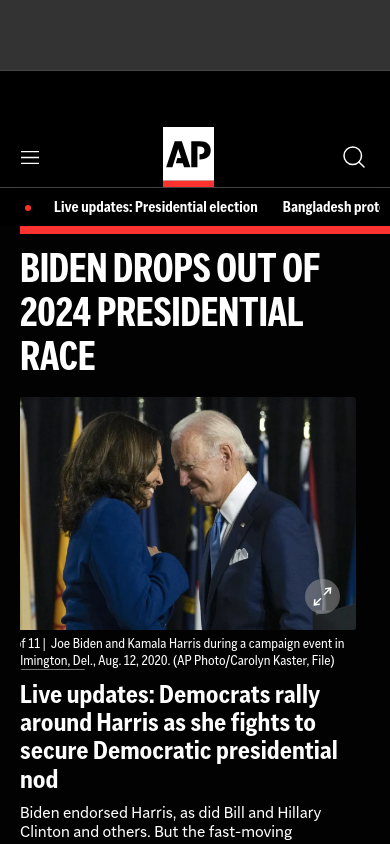 AP
Live updates: Presidential election Bangladesh prot
BIDEN DROPS OUT OF
2024 PRESIDENTIAL
RACE
of 11 | Joe Biden and Kamala Harris during a campaign event in
lmington, Del., Aug. 12, 2020. (AP Photo/Carolyn Kaster, File)
Live updates: Democrats rally
around Harris as she fights to
secure Democratic presidential
nod
Biden endorsed Harris, as did Bill and Hillary
Clinton and others. But the fast-moving